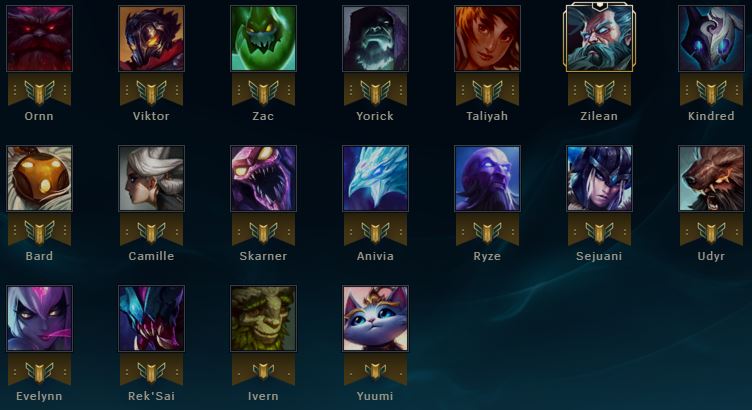 Ornn Viktor Zac Yorick Taliyah Zilean Kindred
Bard Camille Skarner Anivia Ryze Sejuani Udyr
Evelynn Rek'Sai Ivern Yuumi